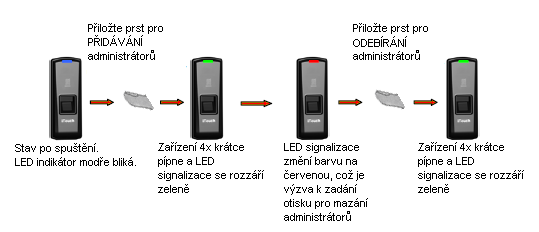 Přiložte prst pro
PŘIDÁVÁNÍ
administrátorů
Přiložte prst pro
ODEBÍRÁNÍ
administrátorů
Stav po spuštění.
LED indikátor modře bliká.
Zařízení 4x krátce
pípne a LED
signalizace se rozzáří
zeleně
LED signalizace
změní barvu na
červenou, což je
výzva k zadání
otisku pro mazání
administrátorů
Zařízení 4x krátce
pípne a LED
signalizace se rozzáří
zeleně